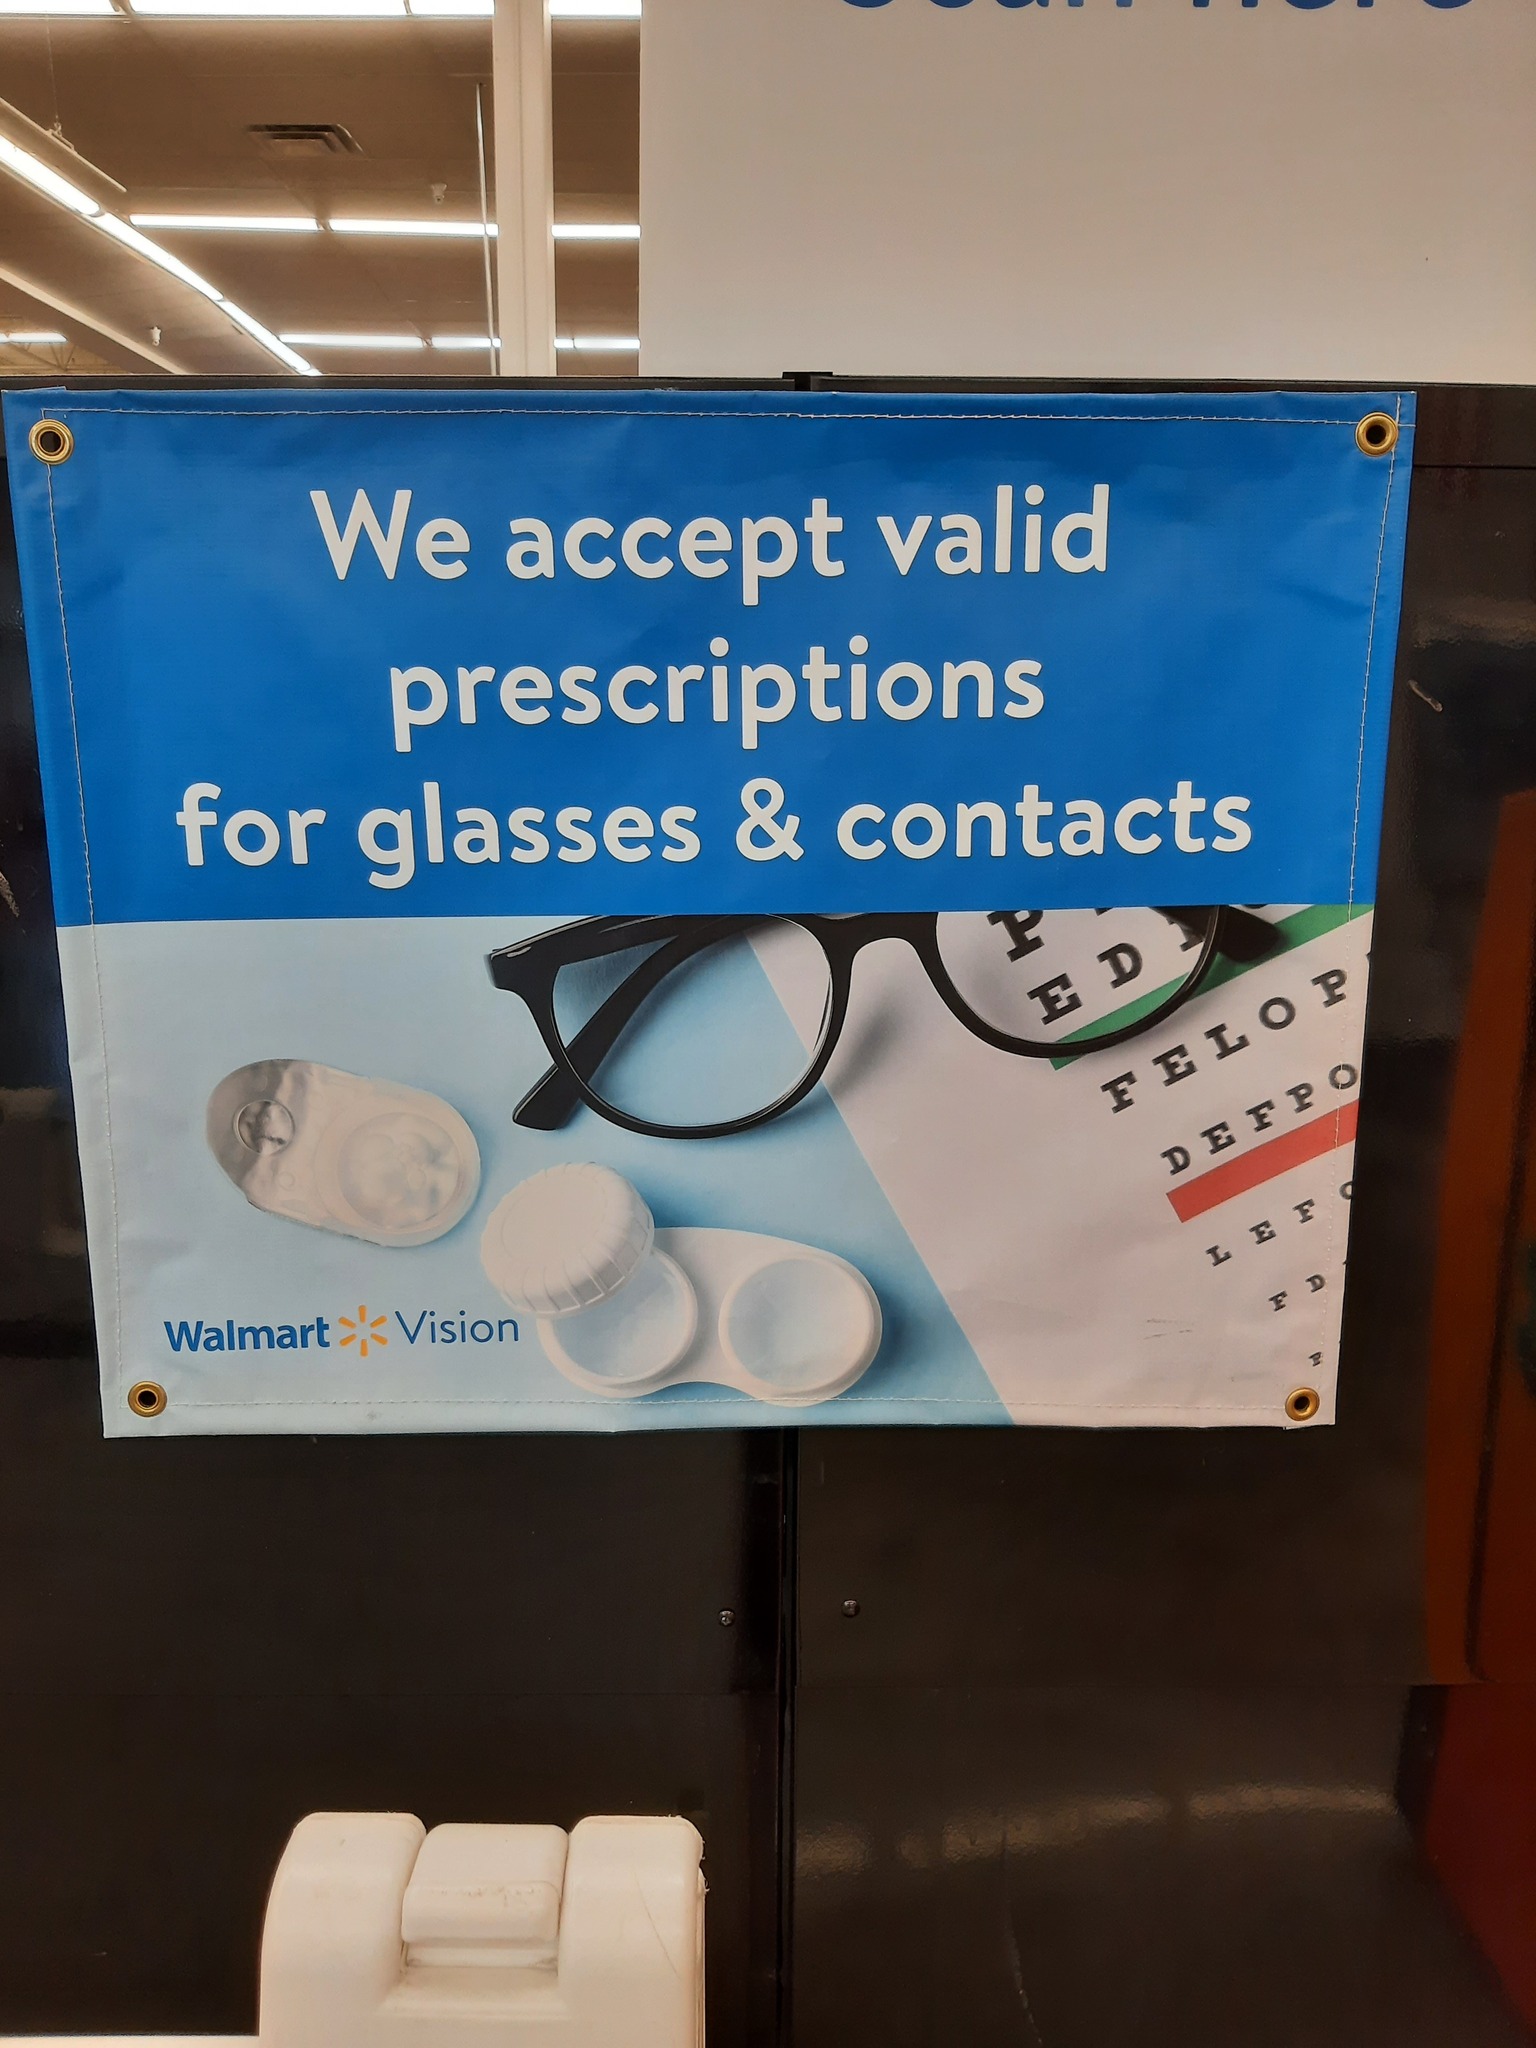 We accept valid
prescriptions
for glasses & contacts
E D
F E L O P
D E F P O
L E F
F D
Walmart Vision